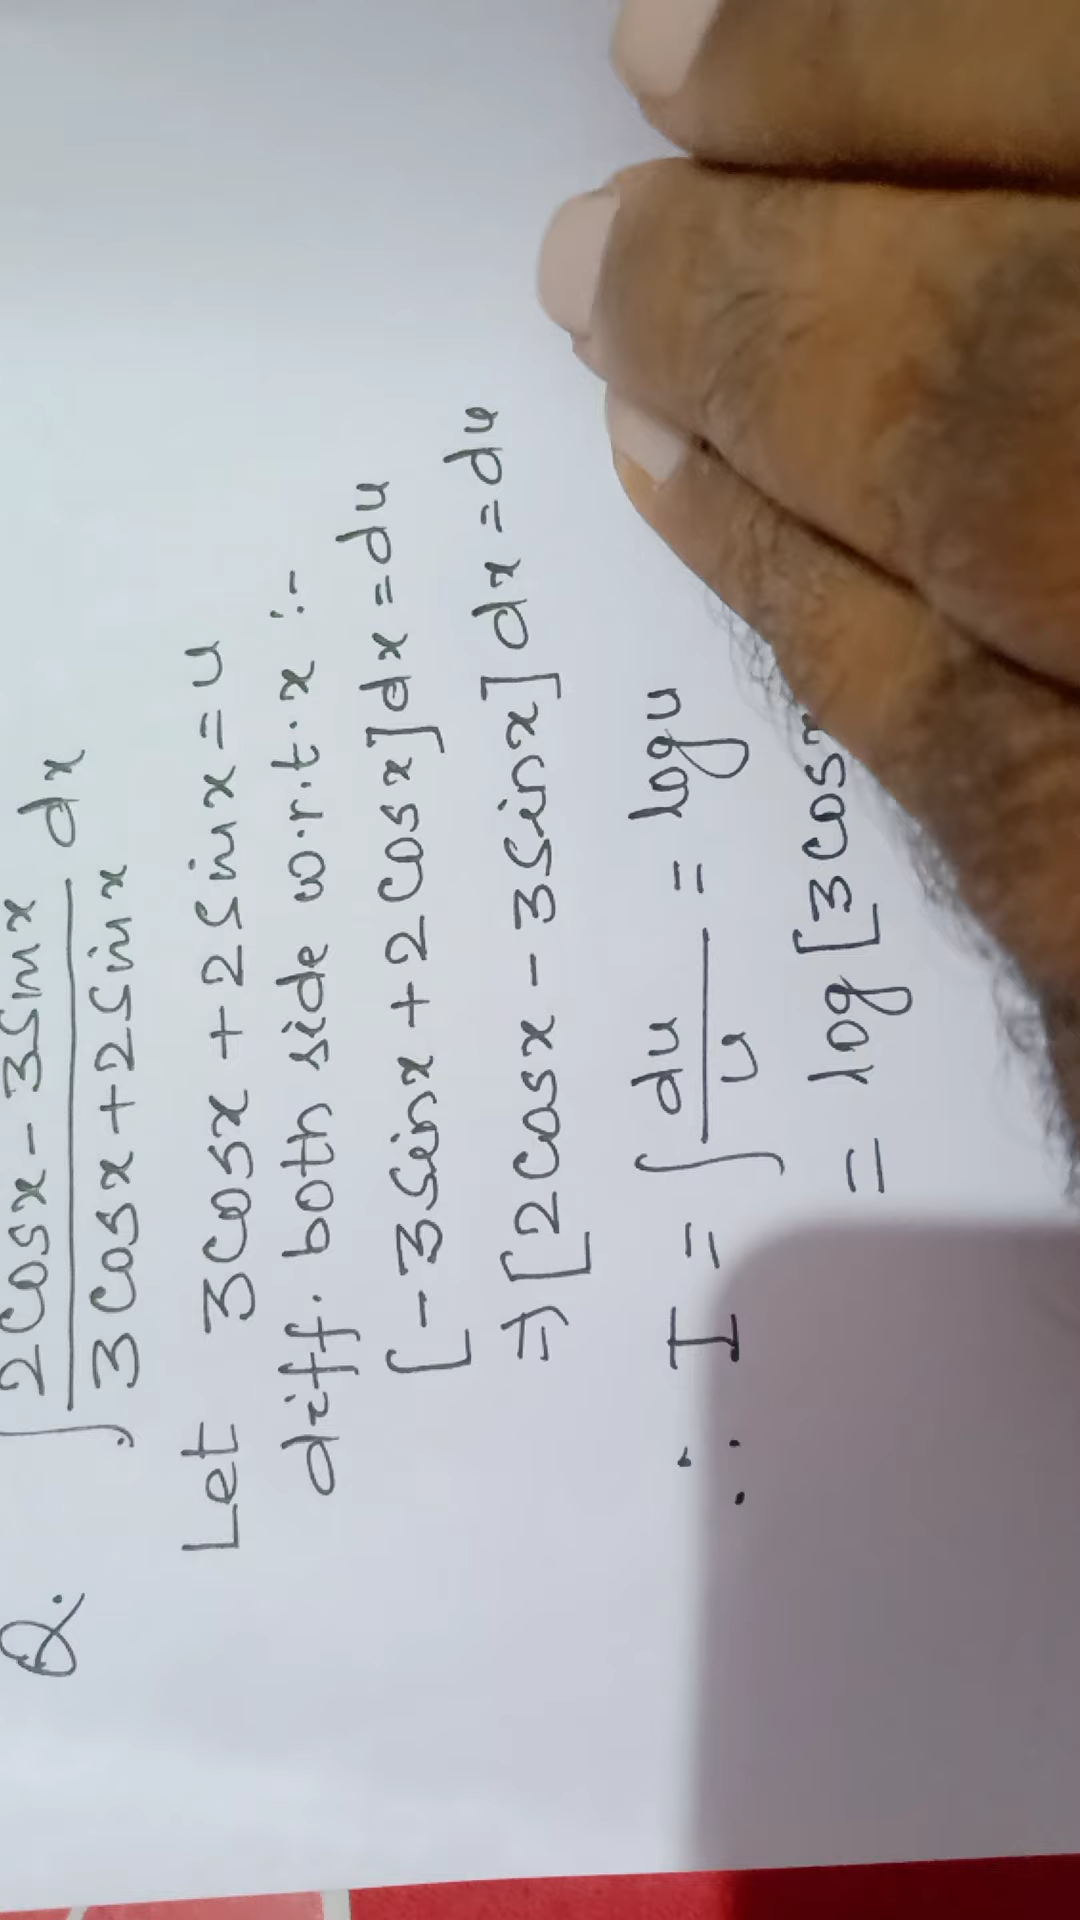 Q. ∫ (2cosx - 3sinx)/(3cosx + 2sinx) dx
Let 3cosx + 2sinx = u
diff. both side w.r.t. x :-
[-3sinx + 2cosx]dx = du
⇒ [2cosx - 3sinx]dx = du
∴ I = ∫ du/u = log u
= log [3cosx